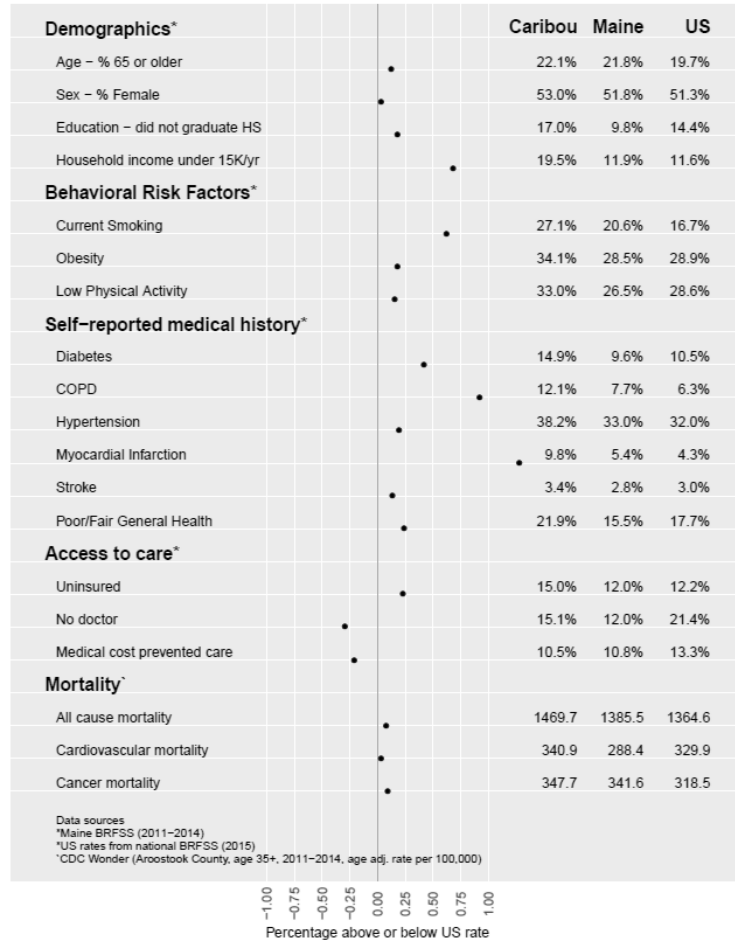 Demographics* Caribou Maine US
Age − % 65 or older 22.1% 21.8% 19.7%
Sex − % Female 53.0% 51.8% 51.3%
Education − did not graduate HS 17.0% 9.8% 14.4%
Household income under 15K/yr 19.5% 11.9% 11.6%
Behavioral Risk Factors*
Current Smoking 27.1% 20.6% 16.7%
Obesity 34.1% 28.5% 28.9%
Low Physical Activity 33.0% 26.5% 28.6%
Self−reported medical history*
Diabetes 14.9% 9.6% 10.5%
COPD 12.1% 7.7% 6.3%
Hypertension 38.2% 33.0% 32.0%
Myocardial Infarction 9.8% 5.4% 4.3%
Stroke 3.4% 2.8% 3.0%
Poor/Fair General Health 21.9% 15.5% 17.7%
Access to care*
Uninsured 15.0% 12.0% 12.2%
No doctor 15.1% 12.0% 21.4%
Medical cost prevented care 10.5% 10.8% 13.3%
Mortality`
All cause mortality 1469.7 1385.5 1364.6
Cardiovascular mortality 340.9 288.4 329.9
Cancer mortality 347.7 341.6 318.5
Data sources
*Maine BRFSS (2011−2014)
*US rates from national BRFSS (2015)
`CDC Wonder (Aroostook County, age 35+, 2011−2014, age adj. rate per 100,000)
−1.00 −0.75 −0.50 −0.25 0.00 0.25 0.50 0.75 1.00
Percentage above or below US rate